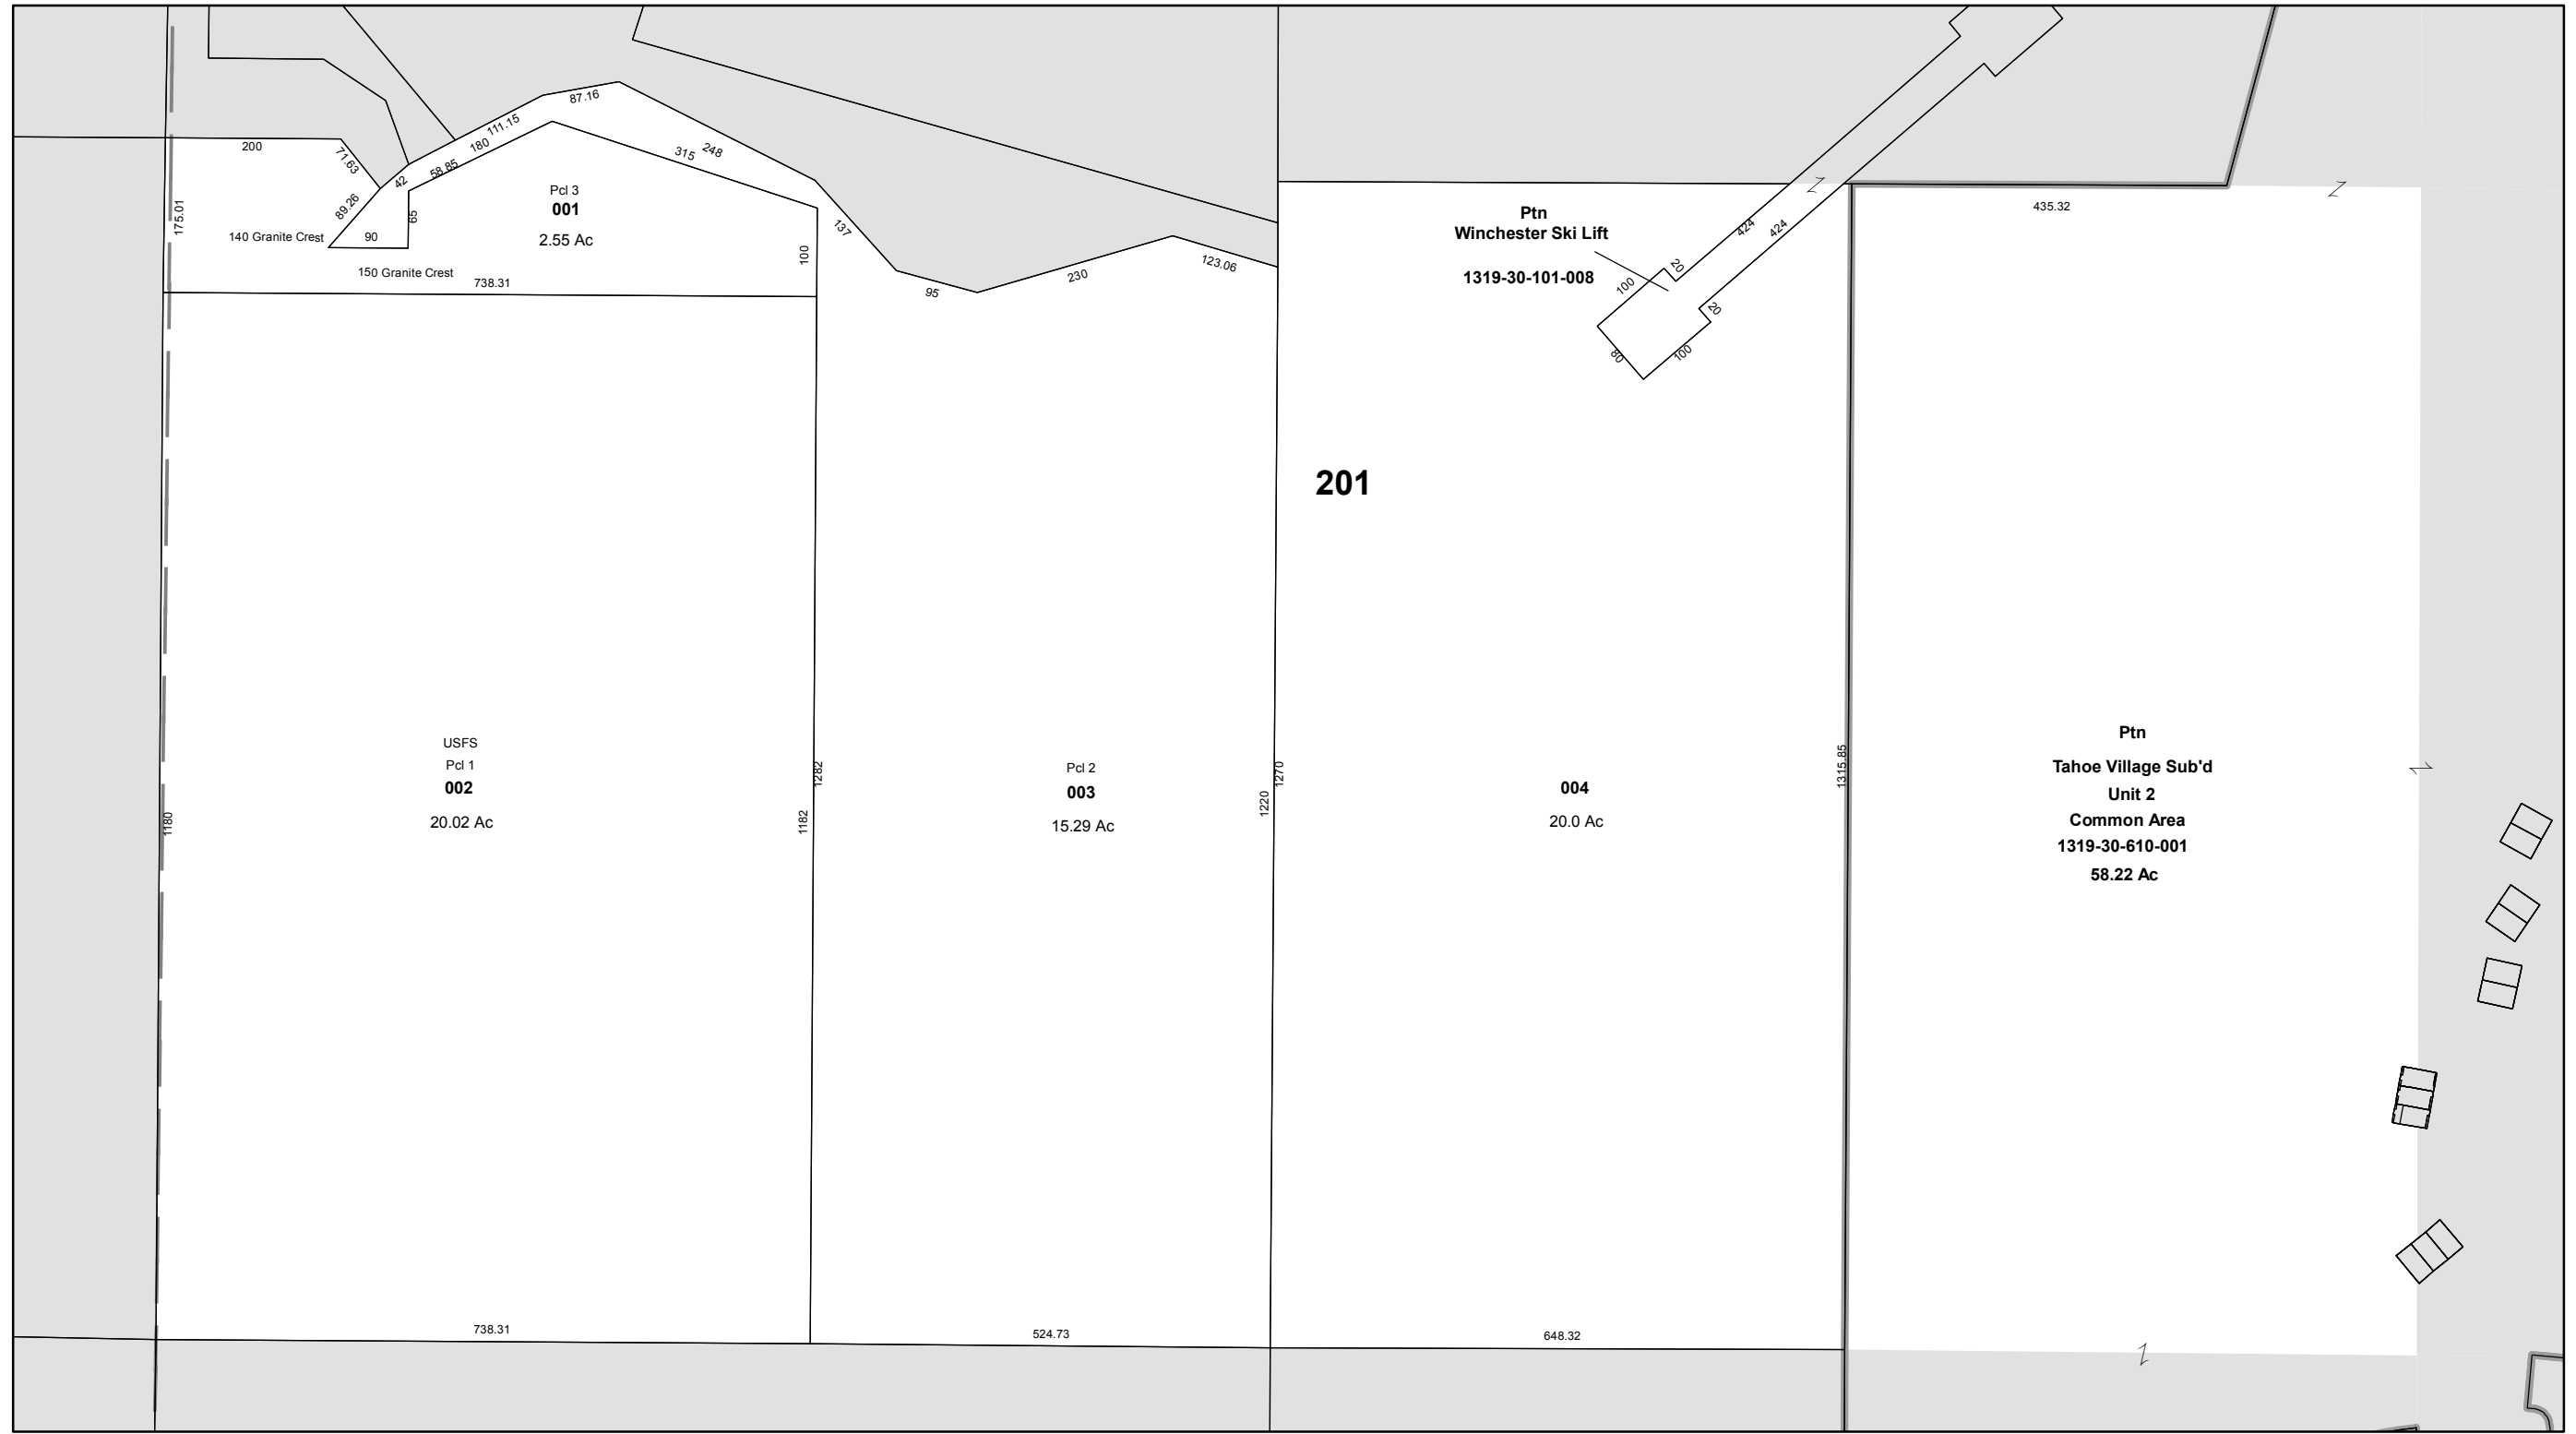 87.16
111.15
180
200
71.63
58.85
42
315
248
Pcl 3
001
2.55 Ac
89.26
65
175.01
140 Granite Crest
90
150 Granite Crest
738.31
100
137
95
230
123.06
Ptn
Winchester Ski Lift
1319-30-101-008
424
424
20
100
20
80
100
435.32
201
USFS
Pcl 1
002
20.02 Ac
1180
1282
1182
Pcl 2
003
15.29 Ac
1270
1220
004
20.0 Ac
1315.85
Ptn
Tahoe Village Sub'd
Unit 2
Common Area
1319-30-610-001
58.22 Ac
738.31
524.73
648.32